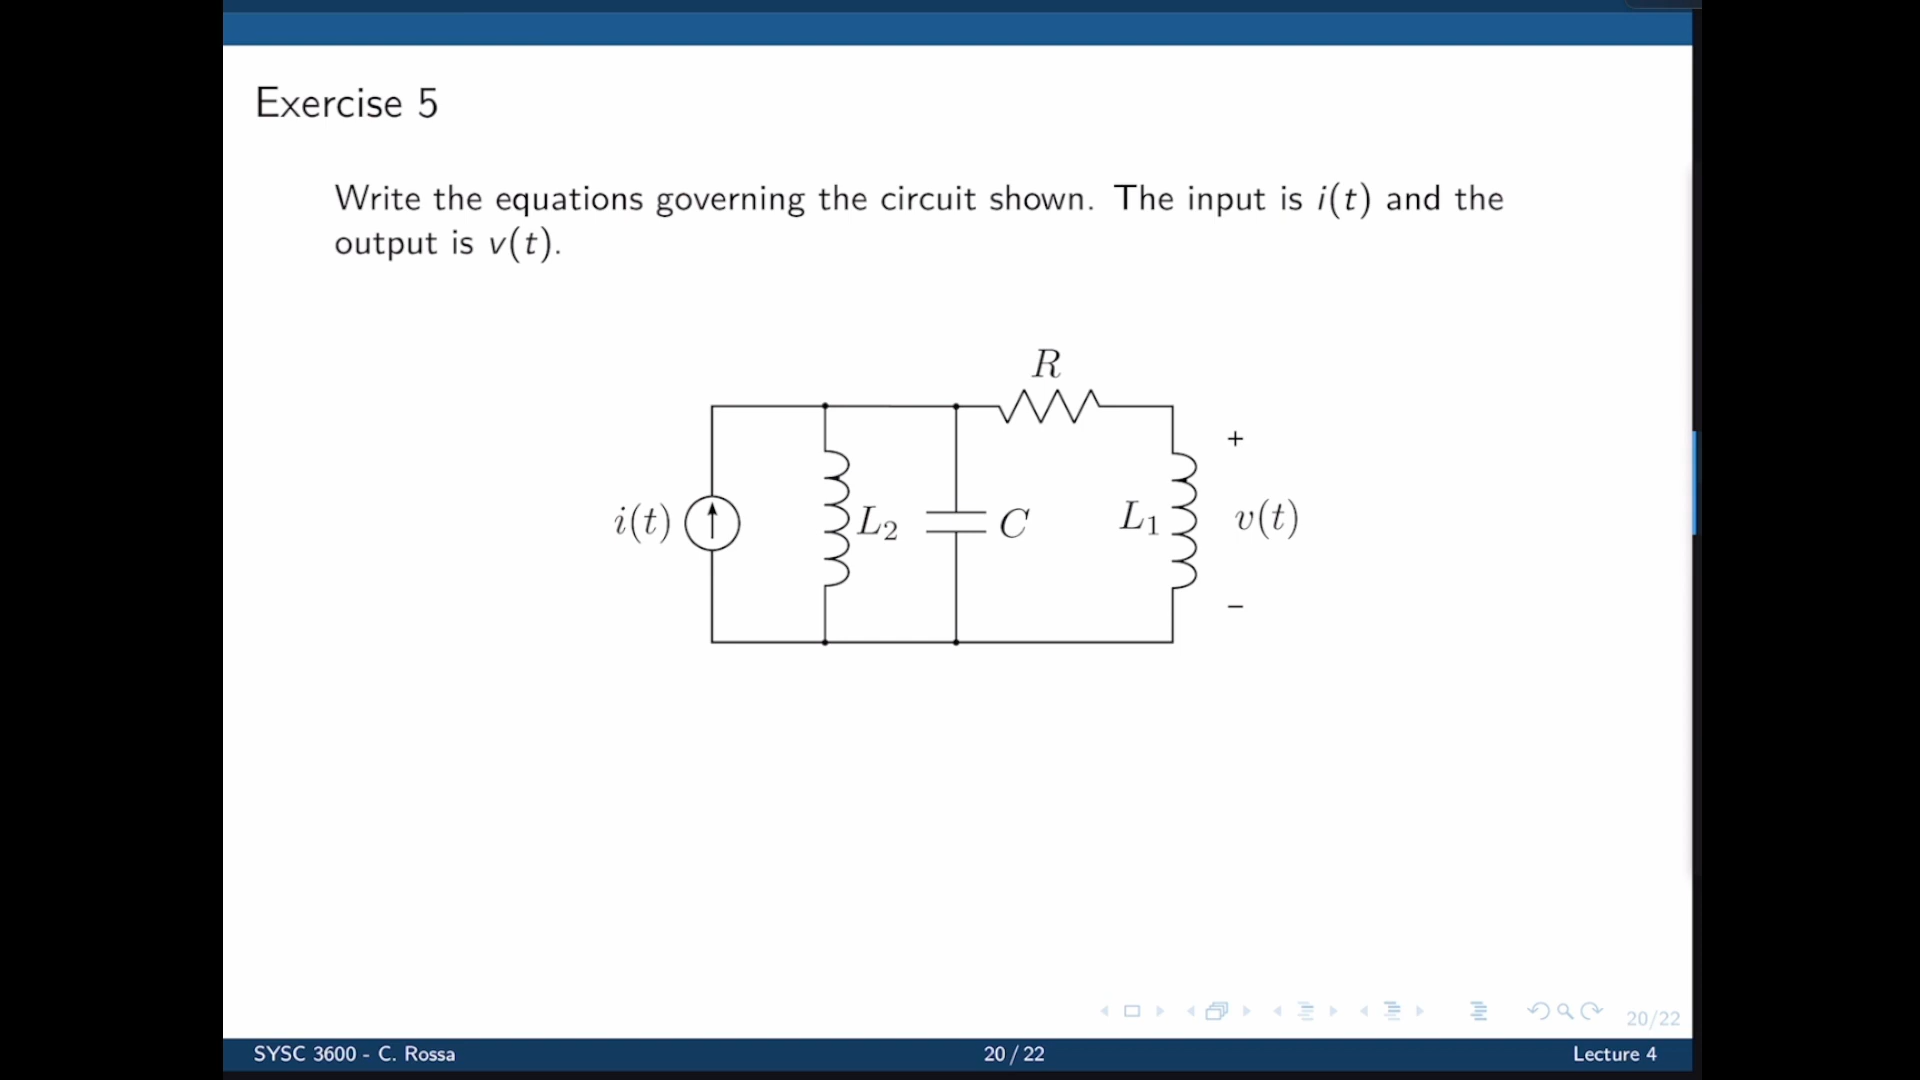 Exercise 5
Write the equations governing the circuit shown. The input is i(t) and the
output is v(t).
R
+
i(t)
L₂
C
L₁
v(t)
−
20/22
SYSC 3600 - C. Rossa
20 / 22
Lecture 4